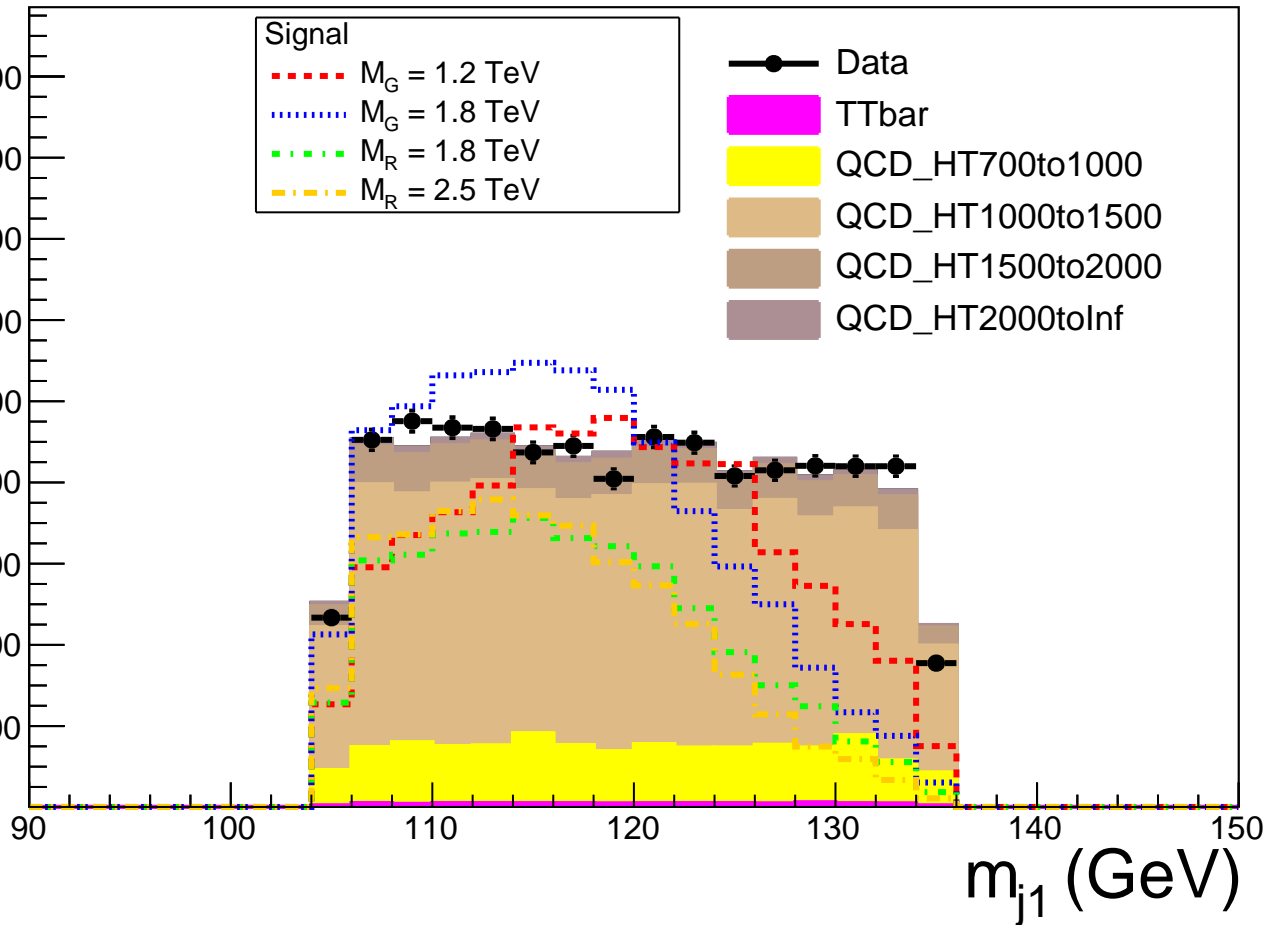 Signal
M_G = 1.2 TeV
M_G = 1.8 TeV
M_R = 1.8 TeV
M_R = 2.5 TeV
Data
TTbar
QCD_HT700to1000
QCD_HT1000to1500
QCD_HT1500to2000
QCD_HT2000toInf
90 100 110 120 130 140 150
m_j1 (GeV)